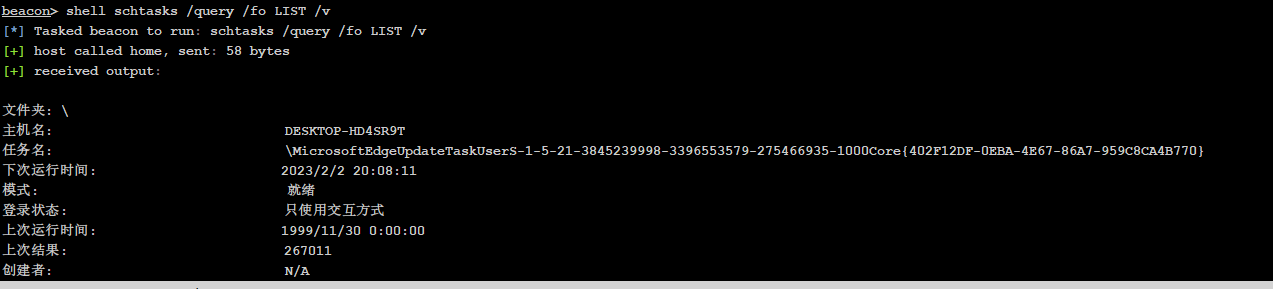 beacon> shell schtasks /query /fo LIST /v
[*] Tasked beacon to run: schtasks /query /fo LIST /v
[+] host called home, sent: 58 bytes
[+] received output:
文件夹: \
主机名: DESKTOP-HD4SR9T
任务名: \MicrosoftEdgeUpdateTaskUserS-1-5-21-3845239998-3396553579-275466935-1000Core{402F12DF-0EBA-4E67-86A7-959C8CA4B770}
下次运行时间: 2023/2/2 20:08:11
模式: 就绪
登录状态: 只使用交互方式
上次运行时间: 1999/11/30 0:00:00
上次结果: 267011
创建者: N/A